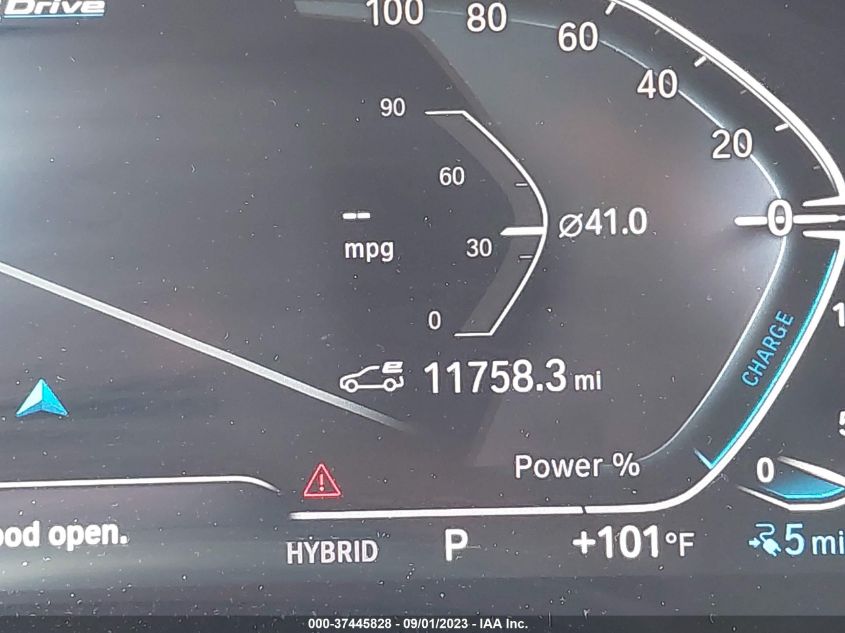 Drive
100 80 60 40 20 0
90
60
30
0
--
mpg
⌀41.0
CHARGE
11758.3 mi
Power %
0
ood open.
HYBRID P +101°F 5 mi
000-37445828 - 09/01/2023 - IAA Inc.